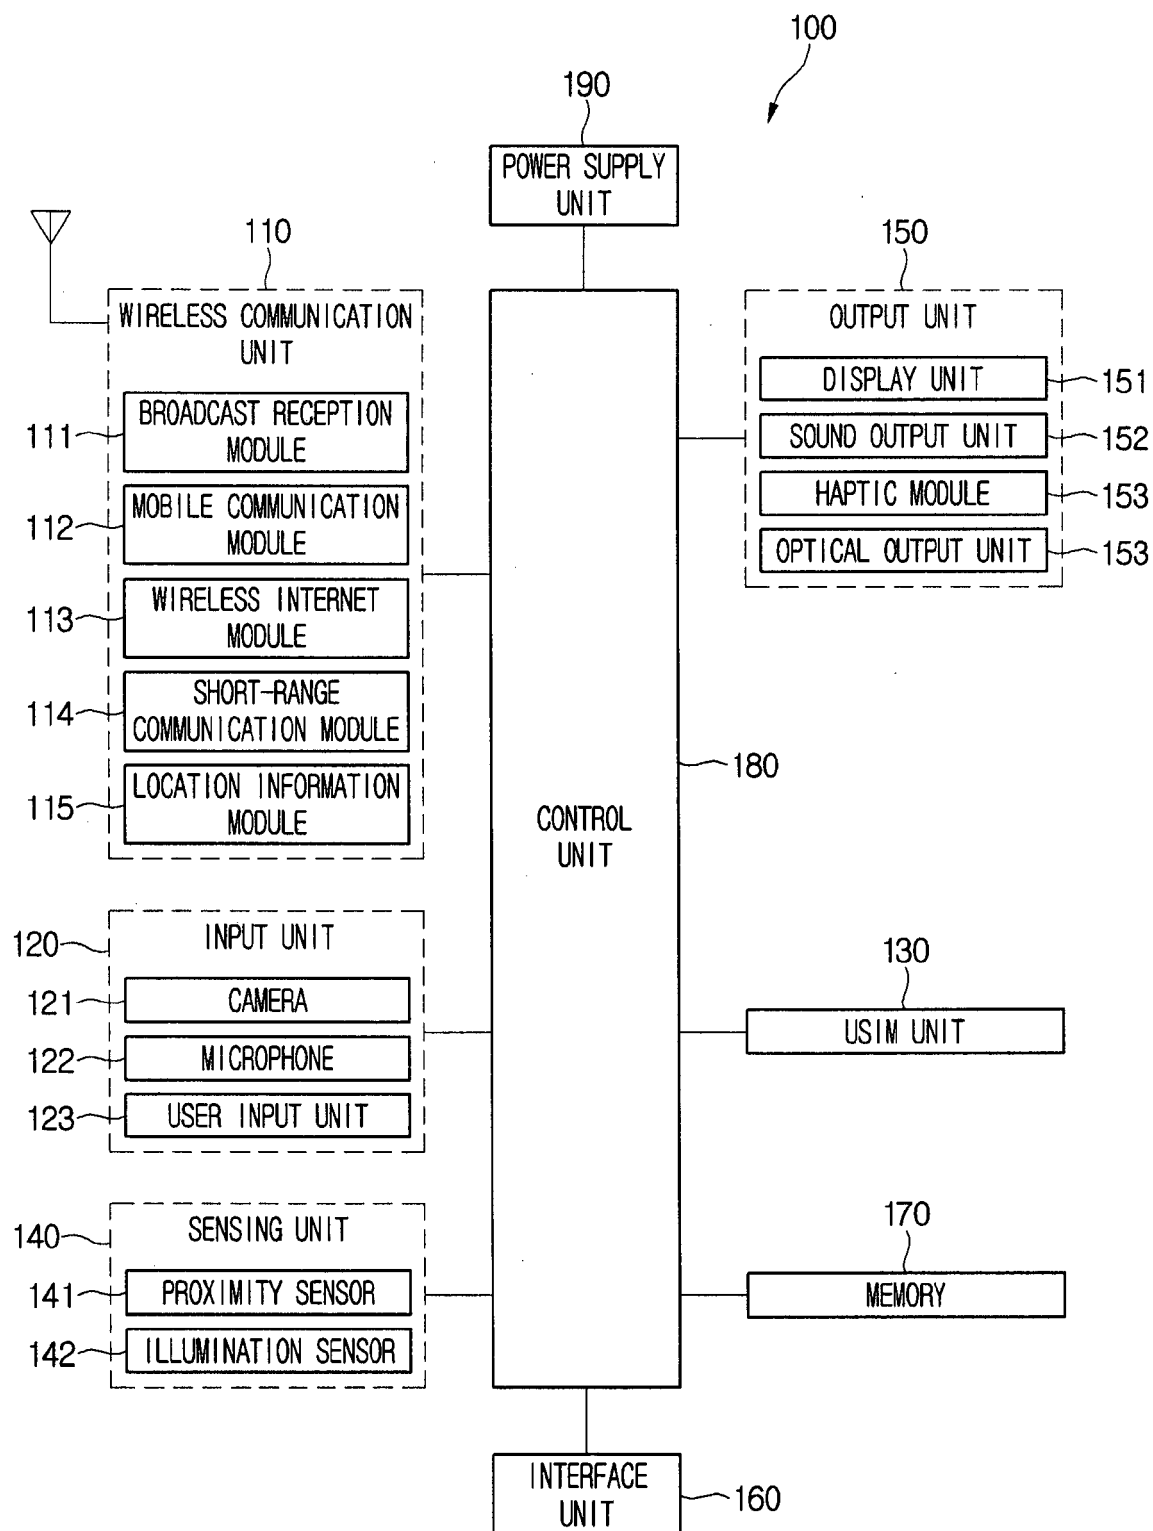 100
190
POWER SUPPLY
UNIT
110
WIRELESS COMMUNICATION
UNIT
111
BROADCAST RECEPTION
MODULE
112
MOBILE COMMUNICATION
MODULE
113
WIRELESS INTERNET
MODULE
114
SHORT-RANGE
COMMUNICATION MODULE
115
LOCATION INFORMATION
MODULE
120
INPUT UNIT
121
CAMERA
122
MICROPHONE
123
USER INPUT UNIT
140
SENSING UNIT
141
PROXIMITY SENSOR
142
ILLUMINATION SENSOR
CONTROL
UNIT
180
150
OUTPUT UNIT
DISPLAY UNIT
151
SOUND OUTPUT UNIT
152
HAPTIC MODULE
153
OPTICAL OUTPUT UNIT
153
130
USIM UNIT
170
MEMORY
INTERFACE
UNIT
160